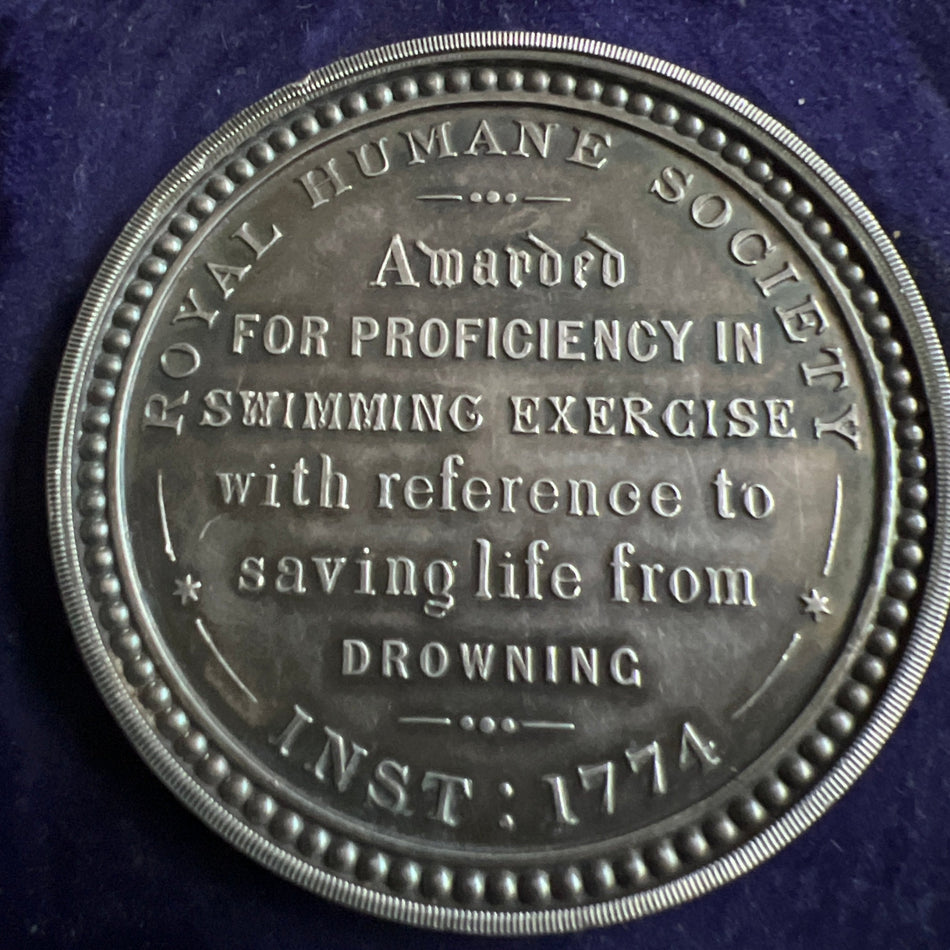 ROYAL HUMANE SOCIETY
Awarded
FOR PROFICIENCY IN
SWIMMING EXERCISE
with reference to
saving life from
DROWNING
INST: 1774